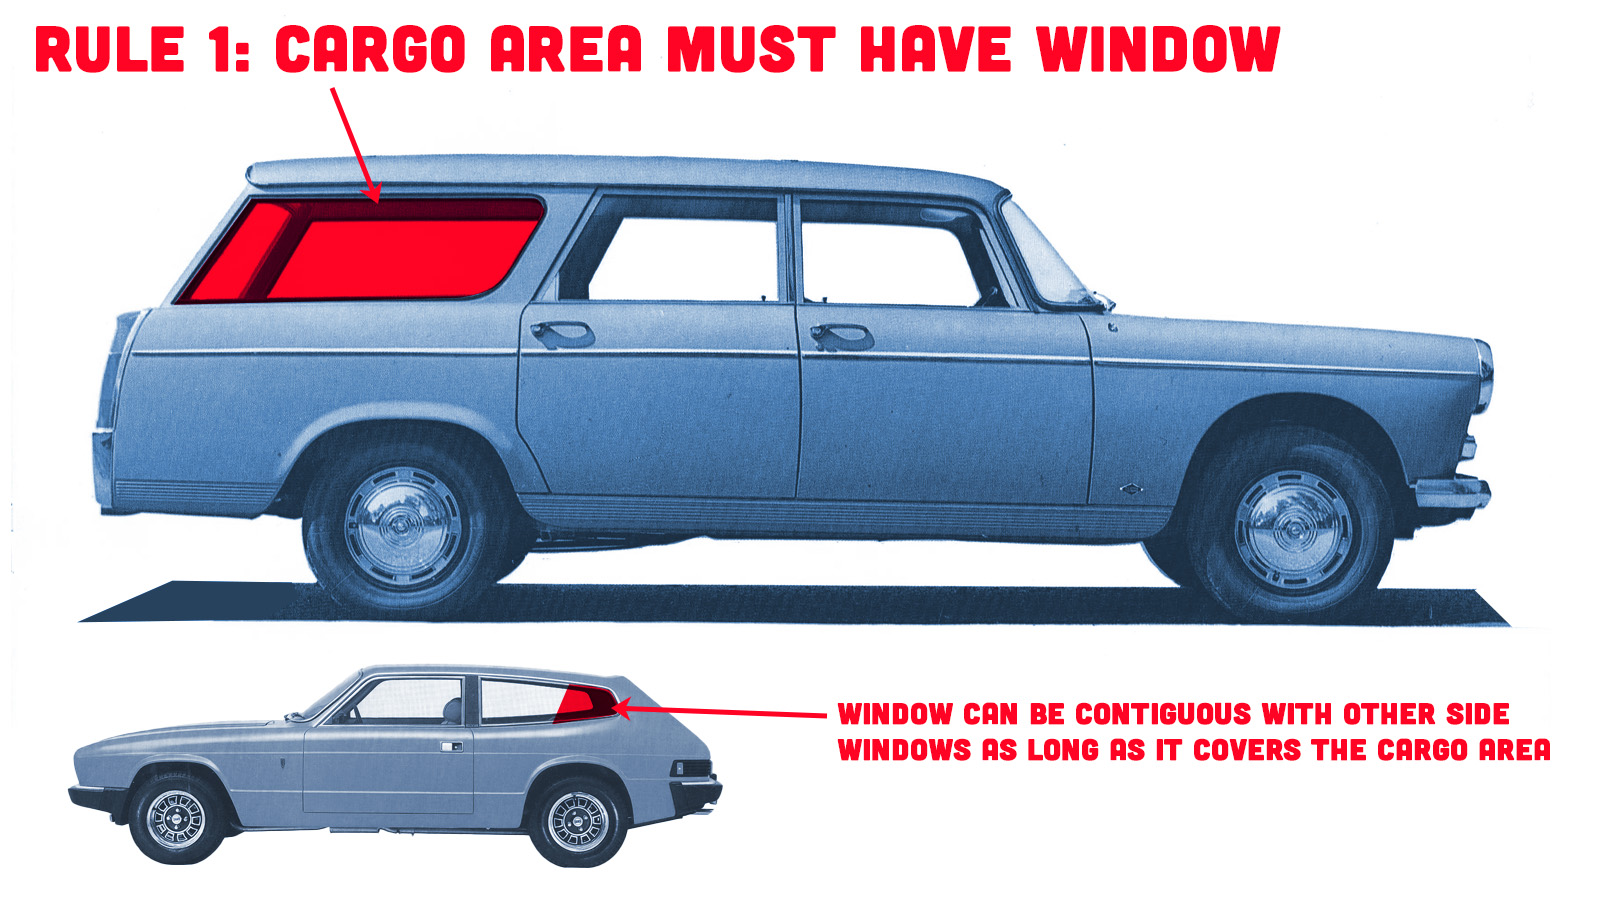 RULE 1: CARGO AREA MUST HAVE WINDOW
WINDOW CAN BE CONTIGUOUS WITH OTHER SIDE
WINDOWS AS LONG AS IT COVERS THE CARGO AREA